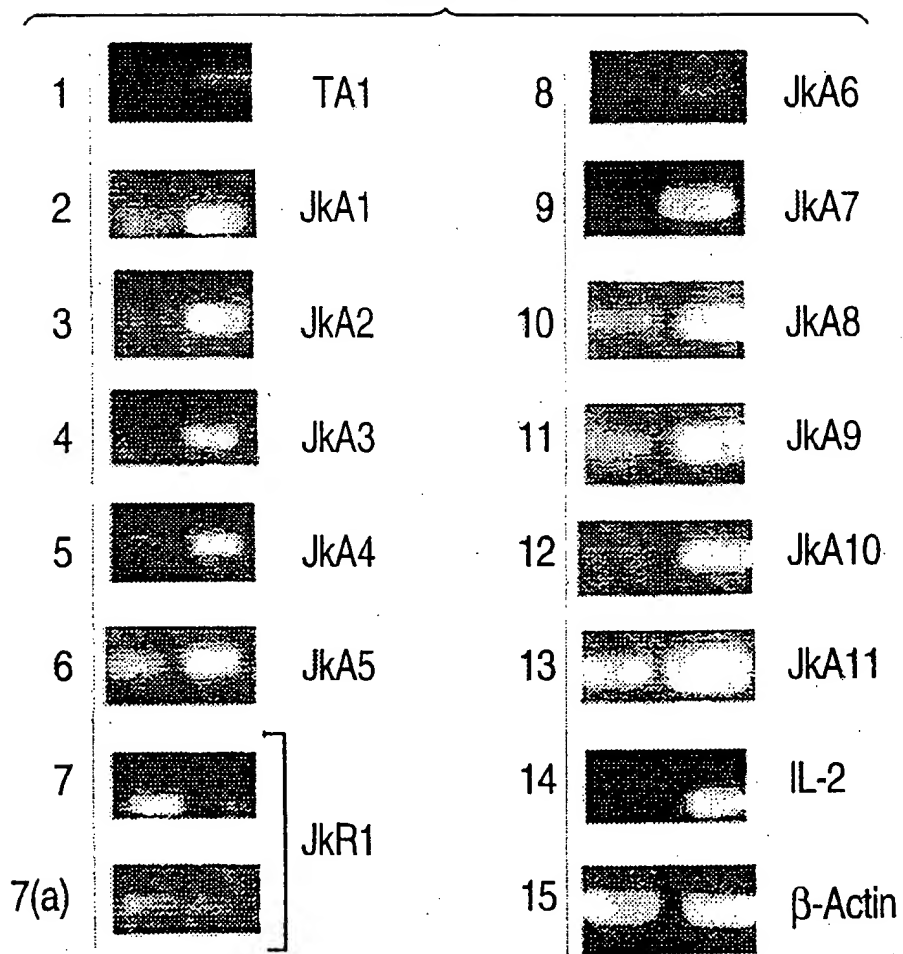 1 TA1
2 JkA1
3 JkA2
4 JkA3
5 JkA4
6 JkA5
7
JkR1
7(a)
8 JkA6
9 JkA7
10 JkA8
11 JkA9
12 JkA10
13 JkA11
14 IL-2
15 β-Actin